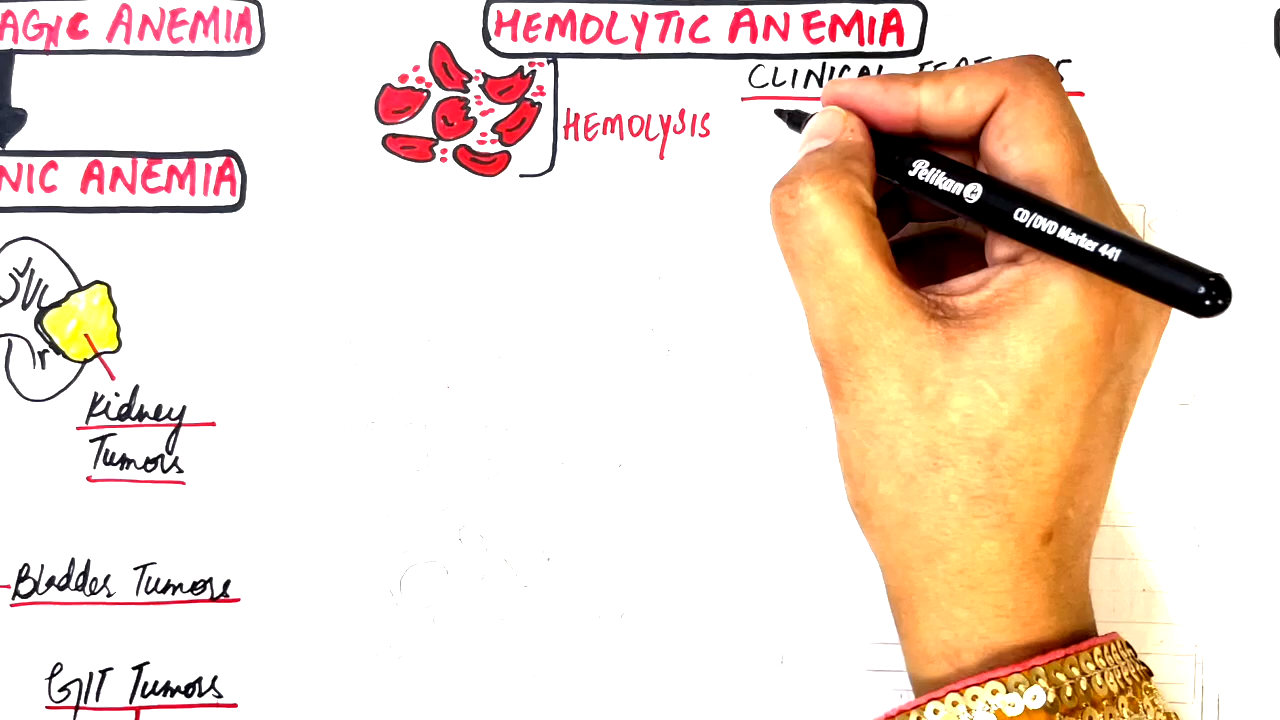 AGIC ANEMIA
NIC ANEMIA
Kidney
Tumors
Bladder Tumors
GIT Tumors
HEMOLYTIC ANEMIA
HEMOLYSIS
CLINICAL
Pelikan
CD/DVD Marker 441